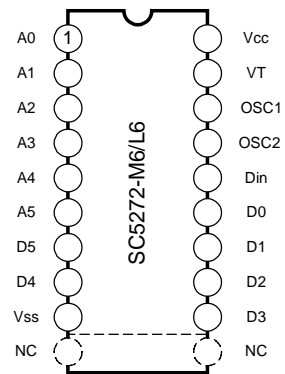 A0 1 Vcc
A1 VT
A2 OSC1
A3 OSC2
A4 Din
A5 D0
D5 D1
D4 D2
Vss D3
NC NC
SC5272-M6/L6